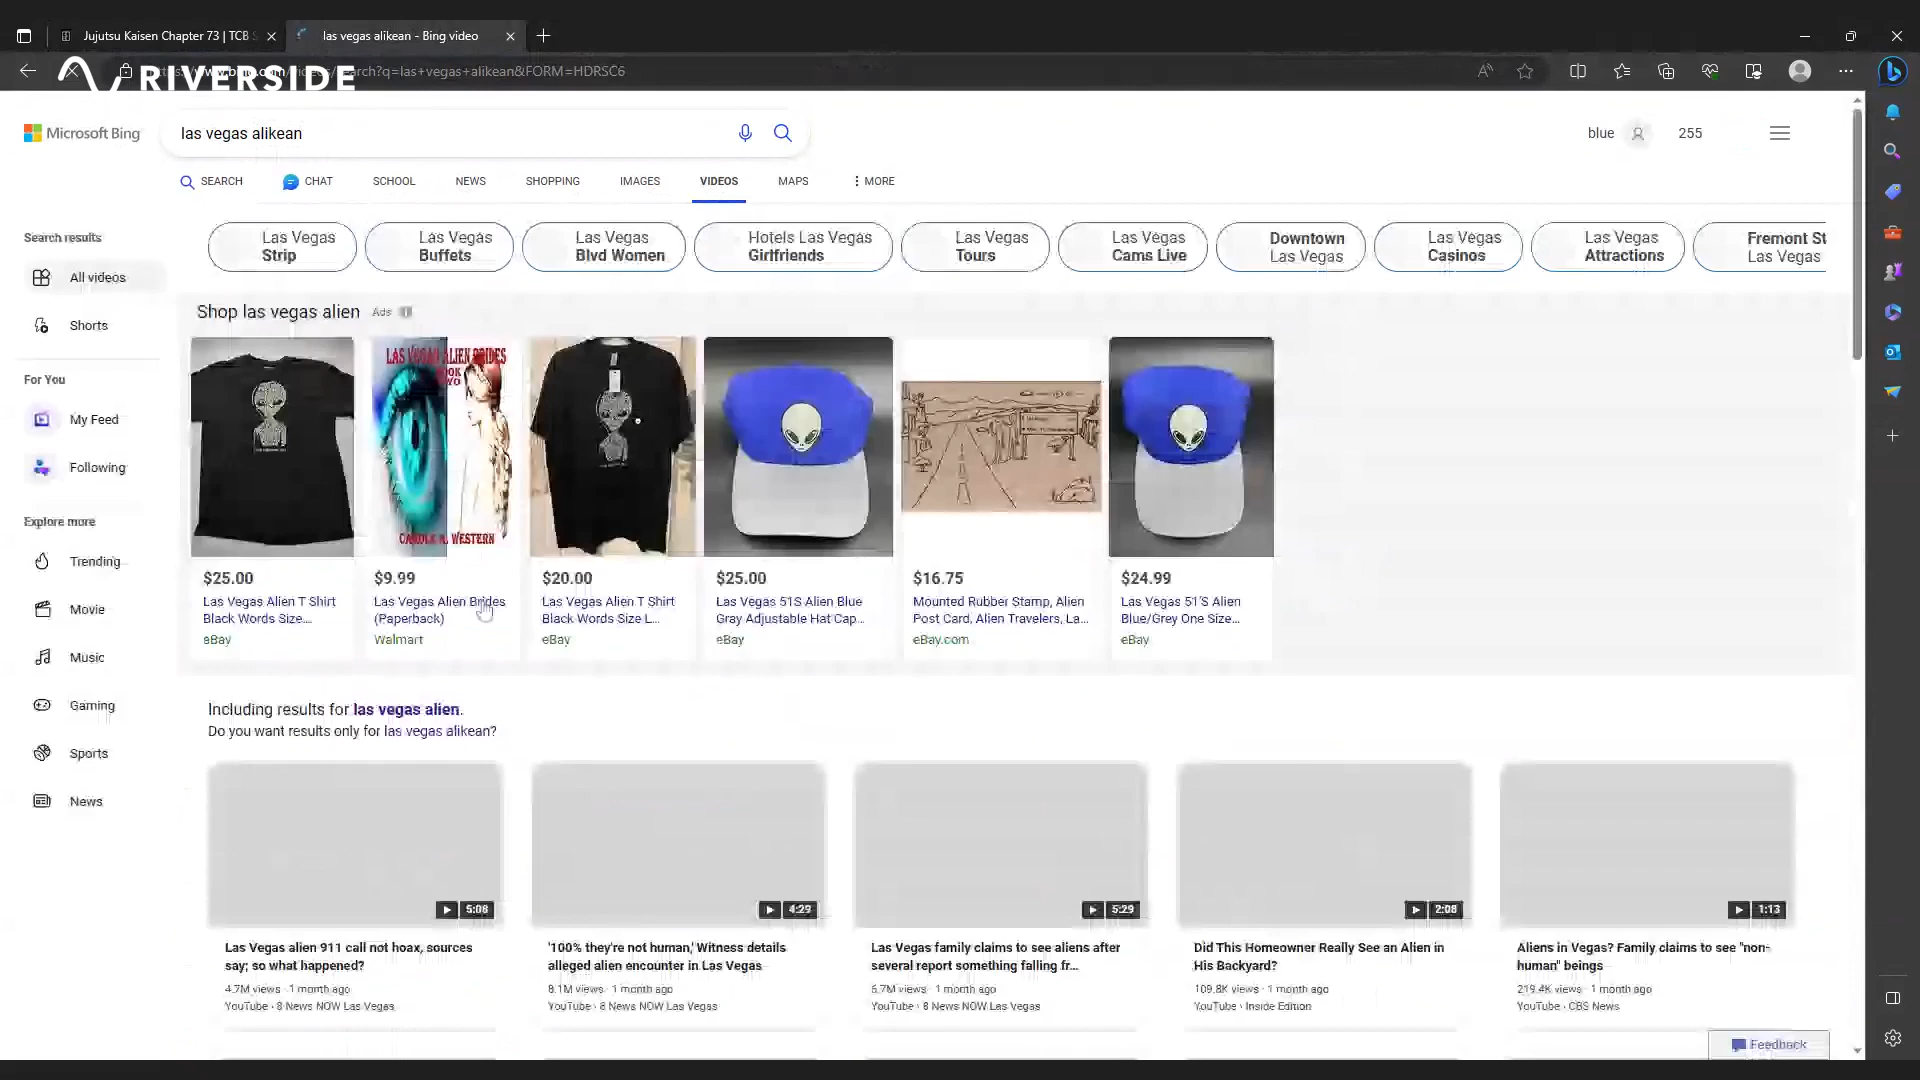 Jujutsu Kaisen Chapter 73 | TCB
las vegas alikean - Bing video
RIVERSIDE
search?q=las+vegas+alikean&FORM=HDRSC6
Microsoft Bing
las vegas alikean
blue
255
SEARCH
CHAT
SCHOOL
NEWS
SHOPPING
IMAGES
VIDEOS
MAPS
MORE
Search results
All videos
Shorts
For You
My Feed
Following
Explore more
Trending
Movie
Music
Gaming
Sports
News
Las Vegas
Strip
Las Vegas
Buffets
Las Vegas
Blvd Women
Hotels Las Vegas
Girlfriends
Las Vegas
Tours
Las Vegas
Cams Live
Downtown
Las Vegas
Las Vegas
Casinos
Las Vegas
Attractions
Fremont St
Las Vegas
Shop las vegas alien Ads
LAS VEGAS ALIEN BRIDES
CAROLE A. WESTERN
$25.00
Las Vegas Alien T Shirt
Black Words Size...
eBay
$9.99
Las Vegas Alien Brides
(Paperback)
Walmart
$20.00
Las Vegas Alien T Shirt
Black Words Size L...
eBay
$25.00
Las Vegas 51S Alien Blue
Gray Adjustable Hat Cap...
eBay
$16.75
Mounted Rubber Stamp, Alien
Post Card, Alien Travelers, La...
eBay.com
$24.99
Las Vegas 51'S Alien
Blue/Grey One Size...
eBay
Including results for las vegas alien.
Do you want results only for las vegas alikean?
5:08
Las Vegas alien 911 call not hoax, sources
say; so what happened?
4.7M views · 1 month ago
YouTube · 8 News NOW Las Vegas
4:29
'100% they're not human,' Witness details
alleged alien encounter in Las Vegas
8.1M views · 1 month ago
YouTube · 8 News NOW Las Vegas
5:29
Las Vegas family claims to see aliens after
several report something falling fr...
6.7M views · 1 month ago
YouTube · 8 News NOW Las Vegas
2:08
Did This Homeowner Really See an Alien in
His Backyard?
109.8K views · 1 month ago
YouTube · Inside Edition
1:13
Aliens in Vegas? Family claims to see "non-
human" beings
219.4K views · 1 month ago
YouTube · CBS News
Feedback